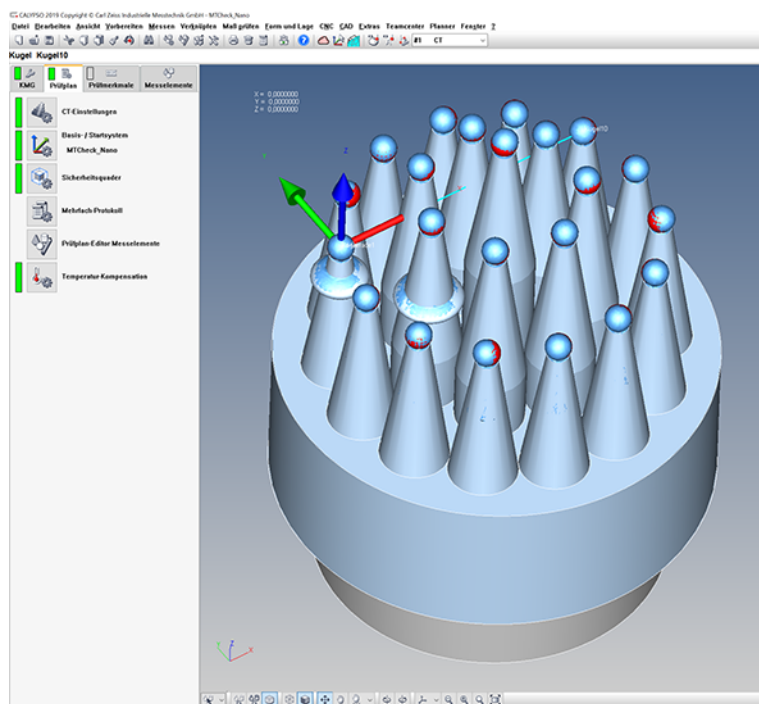 CALYPSO 2019 Copyright © Carl Zeiss Industrielle Messtechnik GmbH - MTCheck_Nano
Datei Bearbeiten Ansicht Vorbereiten Messen Verknüpfen Maß prüfen Form und Lage CNC CAD Extras Teamcenter Planner Fenster ?
#1 CT
Kugel Kugel10
KMG Prüfplan Prüfmerkmale Messelemente
X = 0,0000000
Y = 0,0000000
Z = 0,0000000
CT-Einstellungen
Basis- / Startsystem
MTCheck_Nano
Sicherheitsquader
Mehrfach-Protokoll
Prüfplan-Editor Messelemente
Temperatur-Kompensation
Y
Z
Y Z X